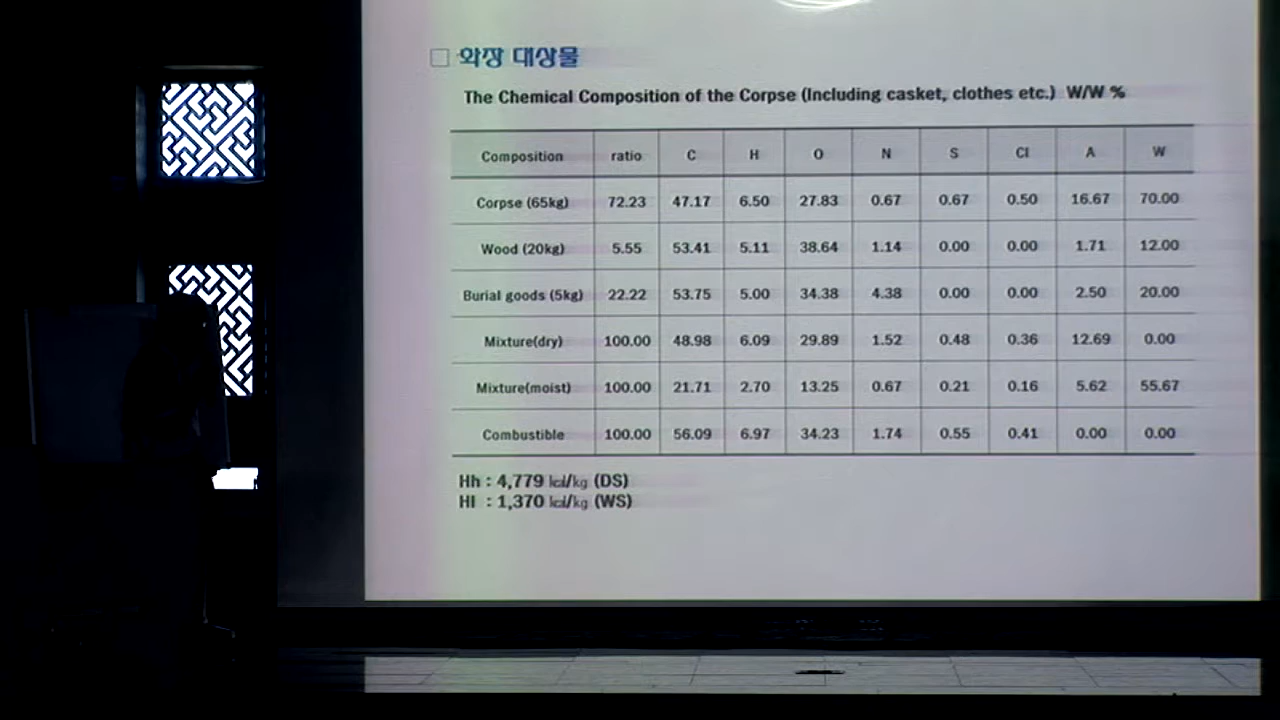 □ 화장 대상물
The Chemical Composition of the Corpse (Including casket, clothes etc.) W/W %
Composition ratio C H O N S Cl A W
Corpse (65kg) 72.23 47.17 6.50 27.83 0.67 0.67 0.50 16.67 70.00
Wood (20kg) 5.55 53.41 5.11 38.64 1.14 0.00 0.00 1.71 12.00
Burial goods (5kg) 22.22 53.75 5.00 34.38 4.38 0.00 0.00 2.50 20.00
Mixture(dry) 100.00 48.98 6.09 29.89 1.52 0.48 0.36 12.69 0.00
Mixture(moist) 100.00 21.71 2.70 13.25 0.67 0.21 0.16 5.62 55.67
Combustible 100.00 56.09 6.97 34.23 1.74 0.55 0.41 0.00 0.00
Hh : 4,779 kcal/kg (DS)
Hl : 1,370 kcal/kg (WS)